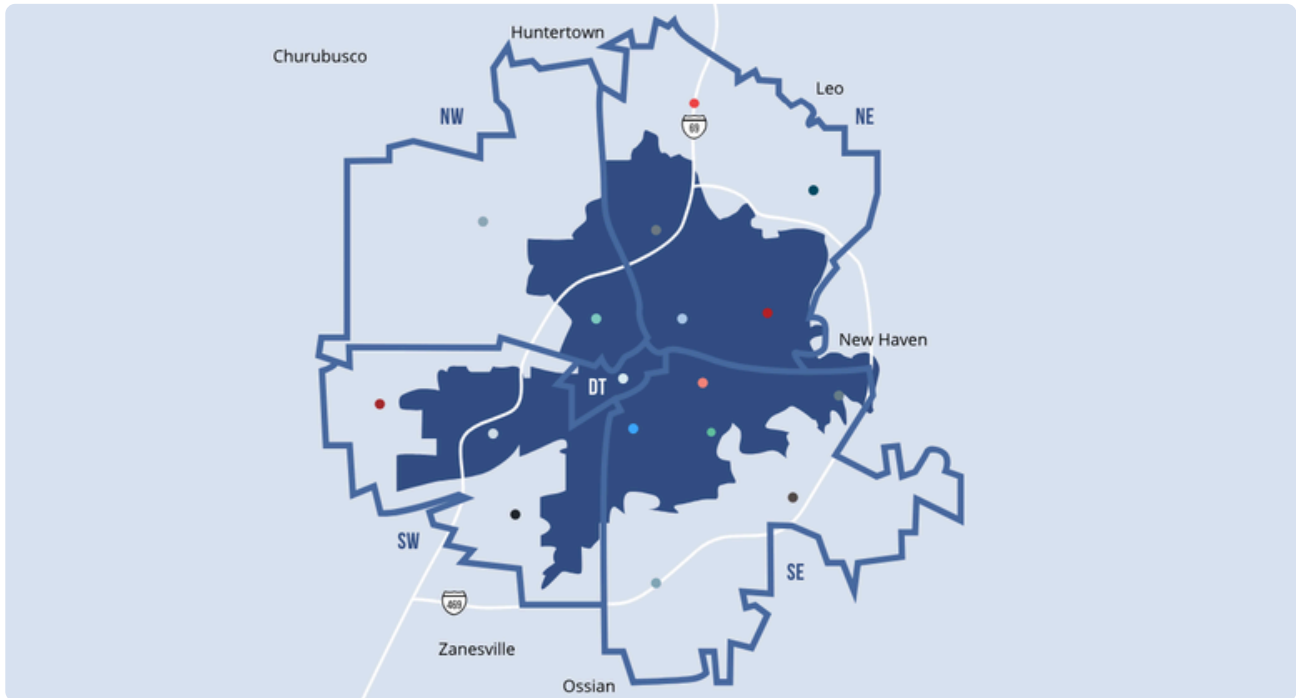 Huntertown
Churubusco
Leo
NW
NE
69
New Haven
DT
SW
SE
469
Zanesville
Ossian